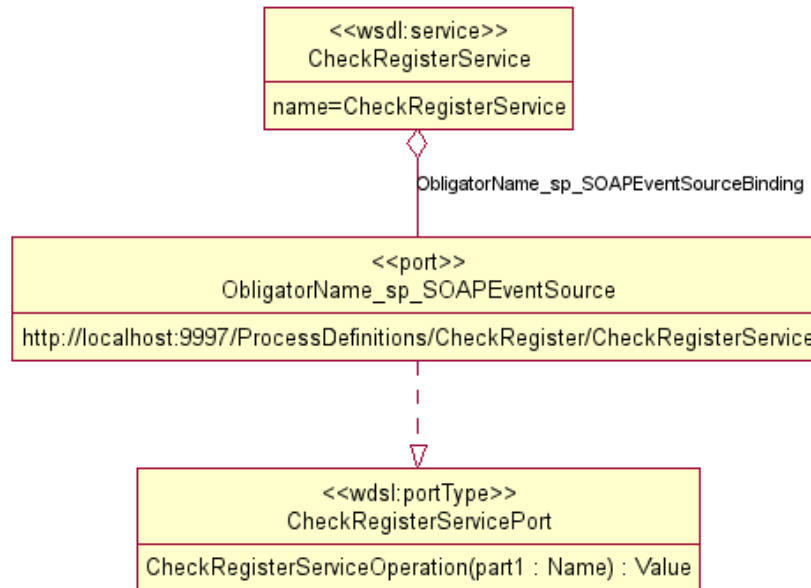 <<wsdl:service>>
CheckRegisterService
name=CheckRegisterService
ObligatorName_sp_SOAPEventSourceBinding
<<port>>
ObligatorName_sp_SOAPEventSource
http://localhost:9997/ProcessDefinitions/CheckRegister/CheckRegisterService
<<wdsl:portType>>
CheckRegisterServicePort
CheckRegisterServiceOperation(part1 : Name) : Value